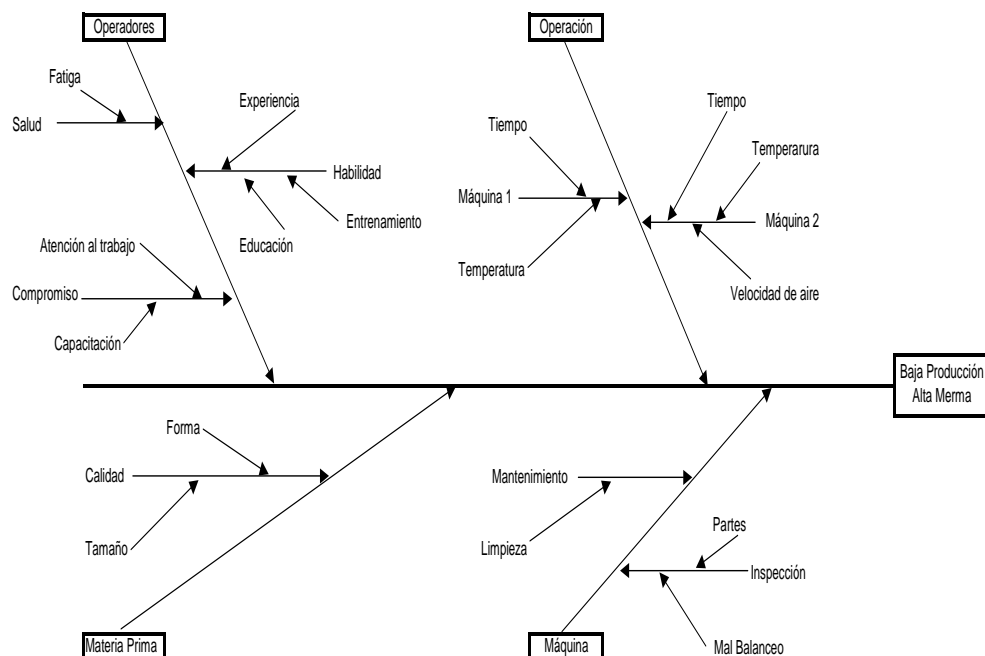 Operadores
Operación
Fatiga
Experiencia
Tiempo
Tiempo
Salud
Temperarura
Habilidad
Máquina 1
Máquina 2
Entrenamiento
Educación
Atención al trabajo
Temperatura
Velocidad de aire
Compromiso
Capacitación
Baja Producción
Alta Merma
Forma
Calidad
Mantenimiento
Partes
Tamaño
Limpieza
Inspección
Materia Prima
Máquina
Mal Balanceo